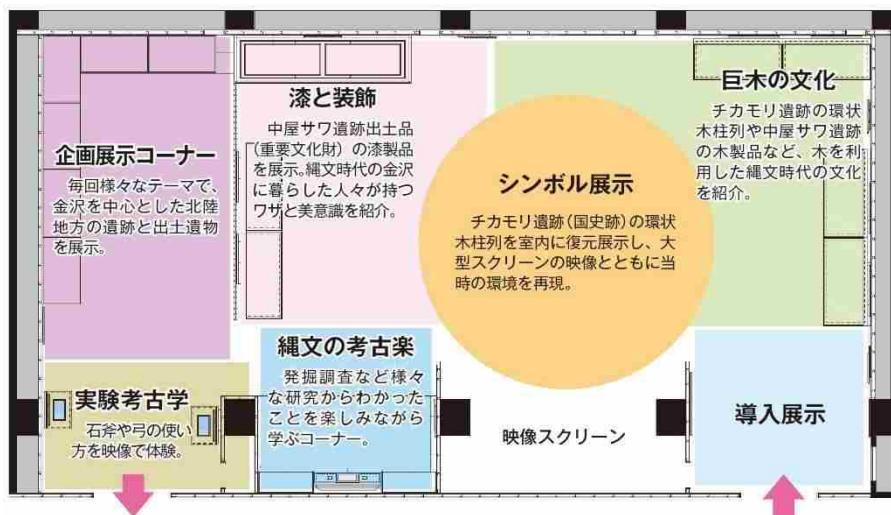 企画展示コーナー
毎回様々なテーマで、
金沢を中心とした北陸
地方の遺跡と出土遺物
を展示。
漆と装飾
中屋サワ遺跡出土品
(重要文化財)の漆製品
を展示。縄文時代の金沢
に暮らした人々が持つ
ワザと美意識を紹介。
シンボル展示
チカモリ遺跡(国史跡)の環状
木柱列を室内に復元展示し、大
型スクリーンの映像とともに当
時の環境を再現。
巨木の文化
チカモリ遺跡の環状
木柱列や中屋サワ遺跡
の木製品など、木を利
用した縄文時代の文化
を紹介。
実験考古学
石斧や弓の使い
方を映像で体験。
縄文の考古楽
発掘調査など様々
な研究からわかった
ことを楽しみながら
学ぶコーナー。
映像スクリーン
導入展示